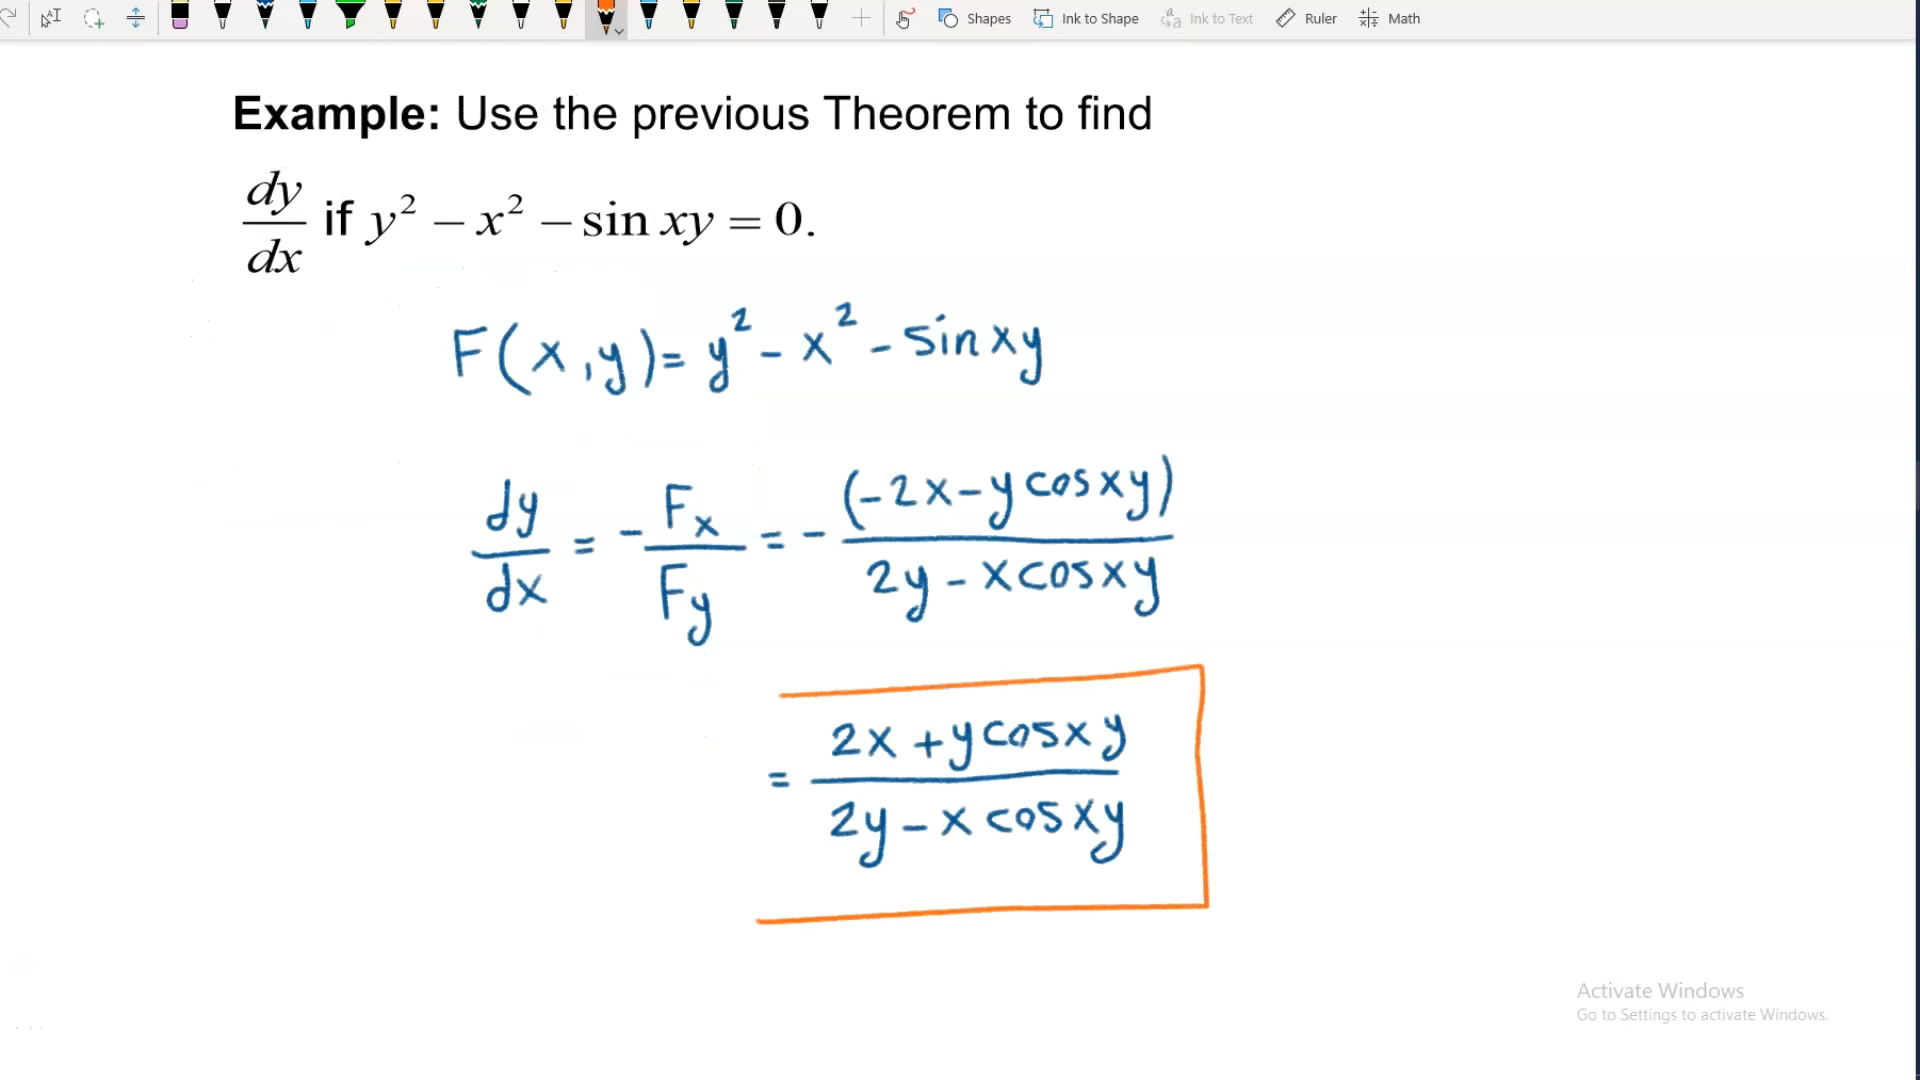 Shapes Ink to Shape Ink to Text Ruler Math
Example: Use the previous Theorem to find
dy/dx if y² − x² − sin xy = 0.
F(x,y) = y² - x² - sin xy
dy/dx = - Fx/Fy = - (-2x-y cos xy)/2y - x cos xy
= 2x + y cos xy/2y - x cos xy
Activate Windows
Go to Settings to activate Windows.